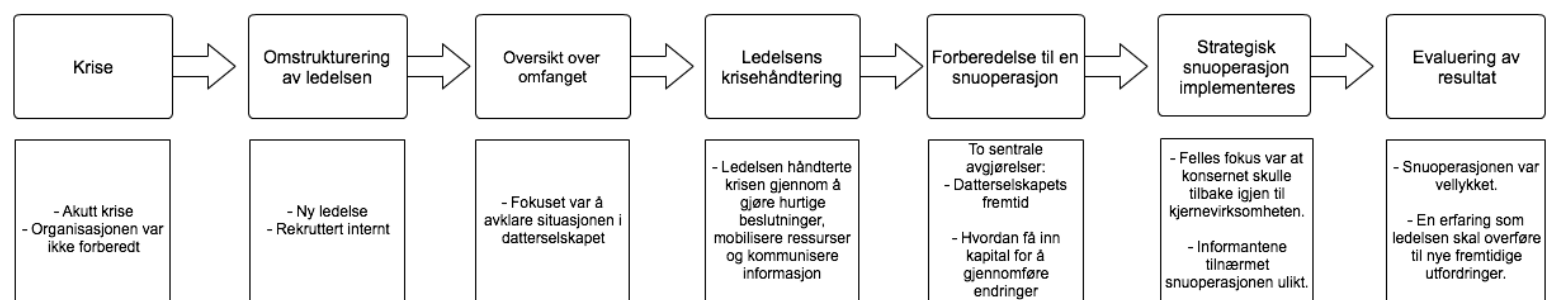 Krise
Omstrukturering
av ledelsen
Oversikt over
omfanget
Ledelsens
krisehåndtering
Forberedelse til en
snuoperasjon
Strategisk
snuoperasjon
implementeres
Evaluering av
resultat
- Akutt krise
- Organisasjonen var
ikke forberedt
- Ny ledelse
- Rekruttert internt
- Fokuset var å
avklare situasjonen i
datterselskapet
- Ledelsen håndterte
krisen gjennom å
gjøre hurtige
beslutninger,
mobilisere ressurser
og kommunisere
informasjon
To sentrale
avgjørelser:
- Datterselskapets
fremtid
- Hvordan få inn
kapital for å
gjennomføre
endringer
- Felles fokus var at
konsernet skulle
tilbake igjen til
kjernevirksomheten.
- Informantene
tilnærmet
snuoperasjonen ulikt.
- Snuoperasjonen var
vellykket.
- En erfaring som
ledelsen skal overføre
til nye fremtidige
utfordringer.